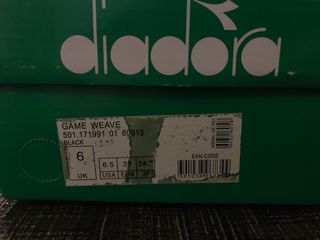 diadora
GAME WEAVE
501.171991 01 80013
BLACK
6
UK
6.5
USA
39
EUR
24.5
JP
EAN-CODE